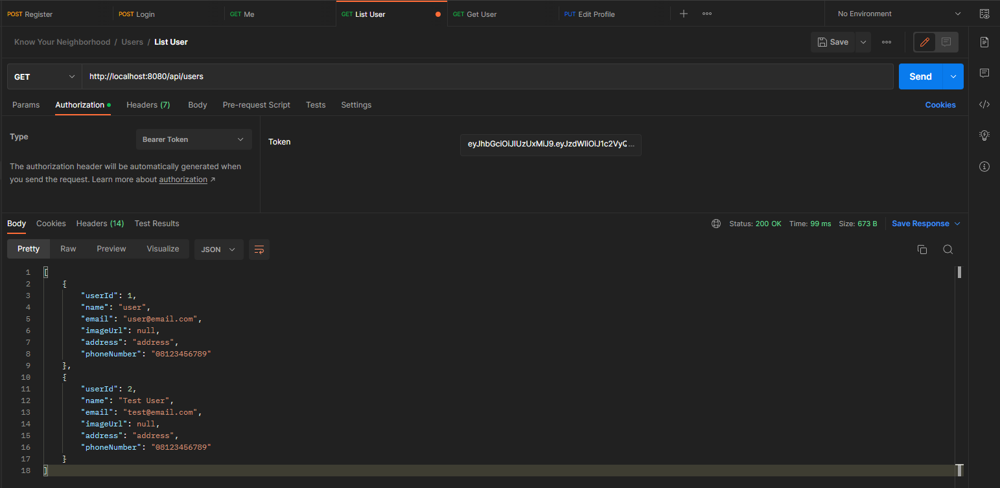 POST Register POST Login GET Me GET List User GET Get User PUT Edit Profile No Environment
Know Your Neighborhood / Users / List User Save
GET http://localhost:8080/api/users Send
Params Authorization Headers (7) Body Pre-request Script Tests Settings Cookies
Type Bearer Token Token eyJhbGciOiJIUzUxMiJ9.eyJzdWIiOiJ1c2VyQ ...
The authorization header will be automatically generated when
you send the request. Learn more about authorization ↗
Body Cookies Headers (14) Test Results Status: 200 OK Time: 99 ms Size: 673 B Save Response
Pretty Raw Preview Visualize JSON
1 [
2 {
3 "userId": 1,
4 "name": "user",
5 "email": "user@email.com",
6 "imageUrl": null,
7 "address": "address",
8 "phoneNumber": "08123456789"
9 },
10 {
11 "userId": 2,
12 "name": "Test User",
13 "email": "test@email.com",
14 "imageUrl": null,
15 "address": "address",
16 "phoneNumber": "08123456789"
17 }
18 ]